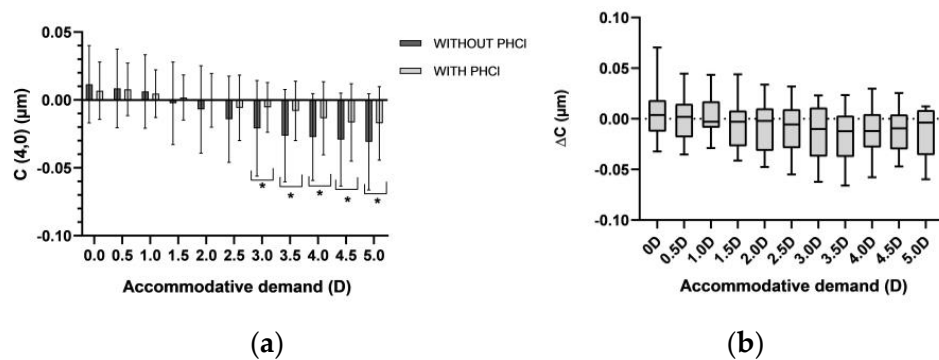 0.05
0.00
-0.05
-0.10
C (4,0) (μm)
WITHOUT PHCl
WITH PHCl
* * * * *
0.0 0.5 1.0 1.5 2.0 2.5 3.0 3.5 4.0 4.5 5.0
Accommodative demand (D)
(a)
0.10
0.05
0.00
-0.05
-0.10
ΔC (μm)
0D 0.5D 1.0D 1.5D 2.0D 2.5D 3.0D 3.5D 4.0D 4.5D 5.0D
Accommodative demand (D)
(b)